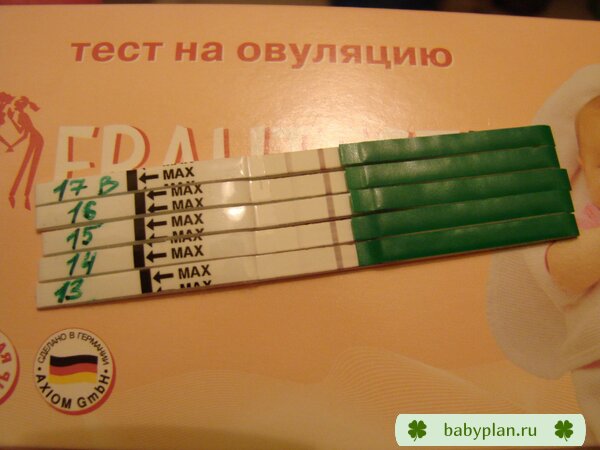 тест на овуляцию
FRAU
17 В MAX
16 MAX
15 MAX
14 MAX
13 MAX
СДЕЛАНО В ГЕРМАНИИ
AXIOM GmbH
babyplan.ru